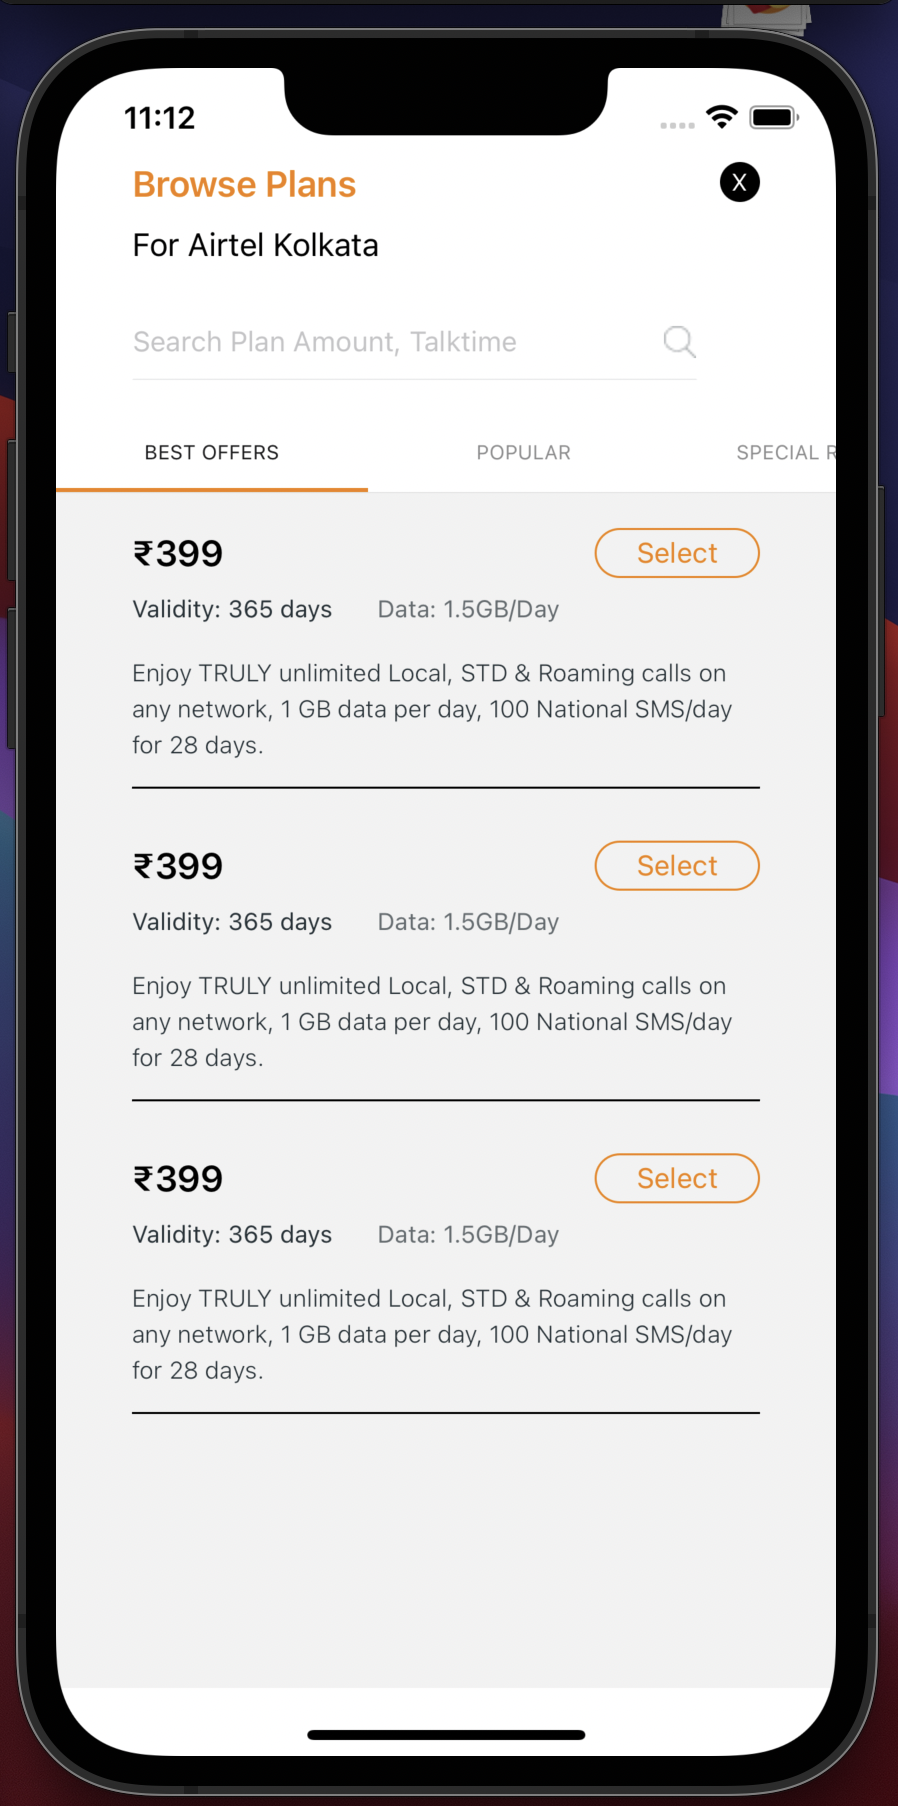 11:12
Browse Plans
X
For Airtel Kolkata
Search Plan Amount, Talktime
BEST OFFERS
POPULAR
SPECIAL R
₹399
Select
Validity: 365 days
Data: 1.5GB/Day
Enjoy TRULY unlimited Local, STD & Roaming calls on
any network, 1 GB data per day, 100 National SMS/day
for 28 days.
₹399
Select
Validity: 365 days
Data: 1.5GB/Day
Enjoy TRULY unlimited Local, STD & Roaming calls on
any network, 1 GB data per day, 100 National SMS/day
for 28 days.
₹399
Select
Validity: 365 days
Data: 1.5GB/Day
Enjoy TRULY unlimited Local, STD & Roaming calls on
any network, 1 GB data per day, 100 National SMS/day
for 28 days.